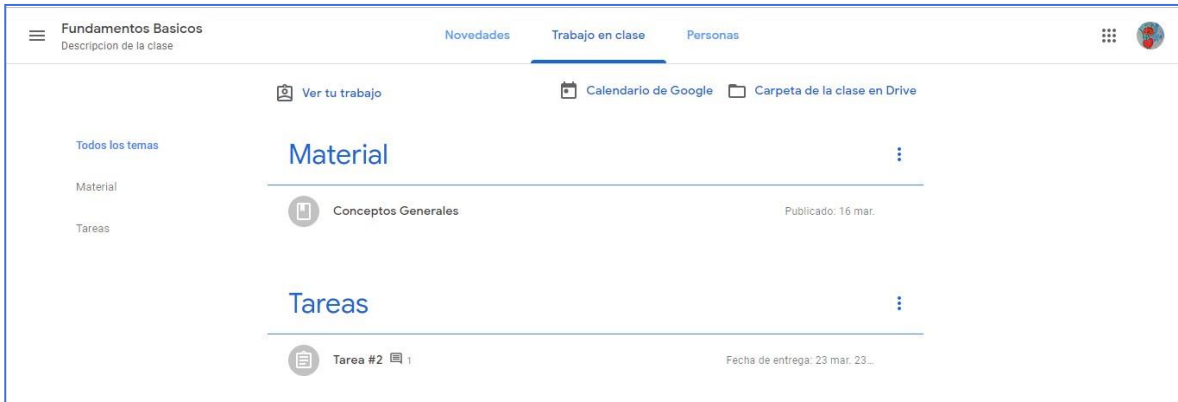 Fundamentos Basicos
Descripcion de la clase
Novedades
Trabajo en clase
Personas
Ver tu trabajo
Calendario de Google
Carpeta de la clase en Drive
Todos los temas
Material
Tareas
Material
Conceptos Generales
Publicado: 16 mar.
Tareas
Tarea #2 1
Fecha de entrega: 23 mar. 23...